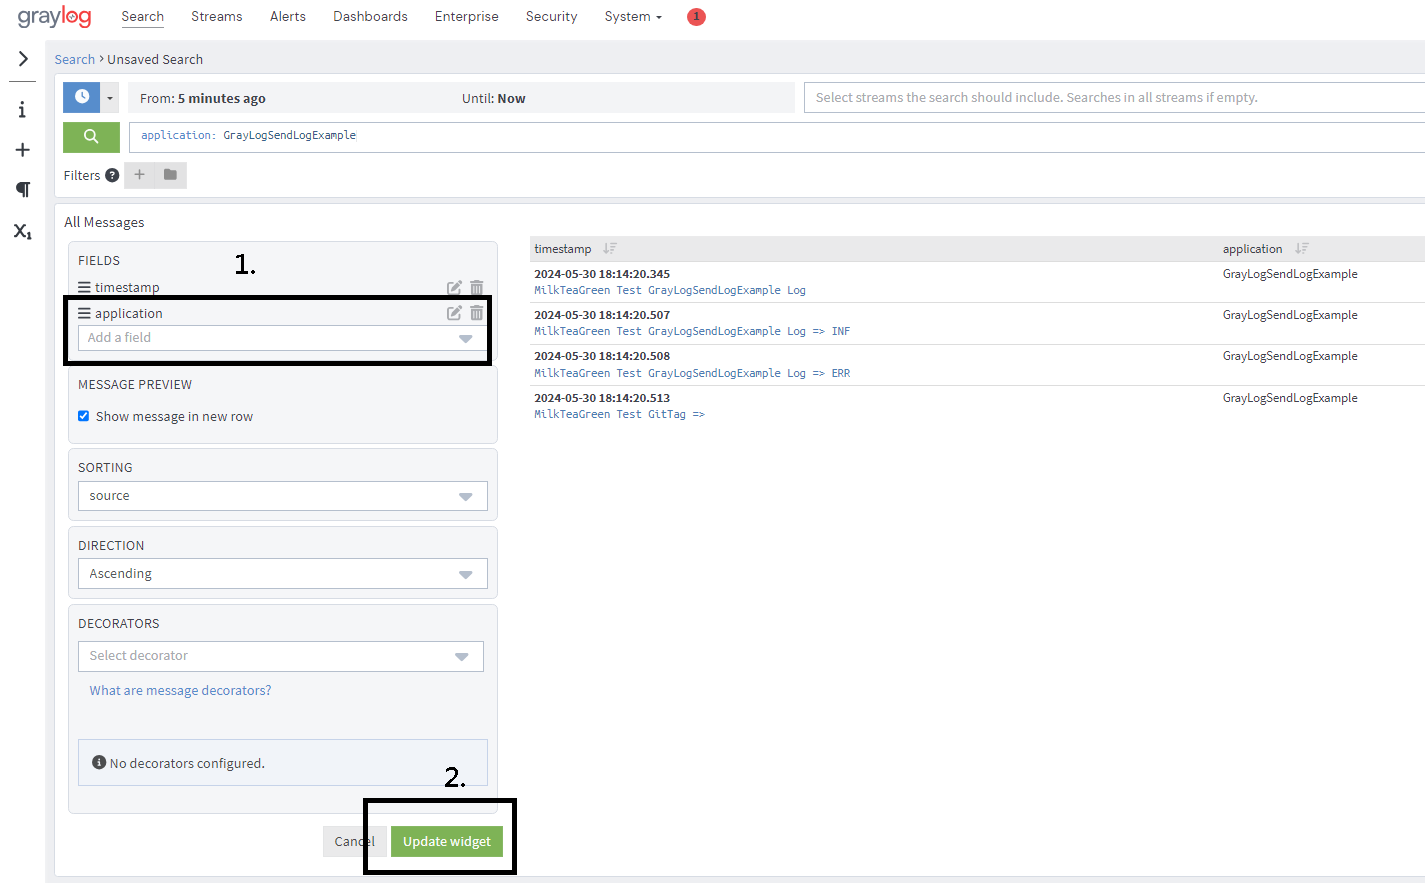 graylog Search Streams Alerts Dashboards Enterprise Security System 1
Search > Unsaved Search
From: 5 minutes ago Until: Now Select streams the search should include. Searches in all streams if empty.
application: GrayLogSendLogExample
Filters ?
All Messages
1.
FIELDS
timestamp
application
Add a field
MESSAGE PREVIEW
Show message in new row
SORTING
source
DIRECTION
Ascending
DECORATORS
Select decorator
What are message decorators?
No decorators configured.
2.
Cancel Update widget
timestamp application
2024-05-30 18:14:20.345 GrayLogSendLogExample
MilkTeaGreen Test GrayLogSendLogExample Log
2024-05-30 18:14:20.507 GrayLogSendLogExample
MilkTeaGreen Test GrayLogSendLogExample Log => INF
2024-05-30 18:14:20.508 GrayLogSendLogExample
MilkTeaGreen Test GrayLogSendLogExample Log => ERR
2024-05-30 18:14:20.513 GrayLogSendLogExample
MilkTeaGreen Test GitTag =>